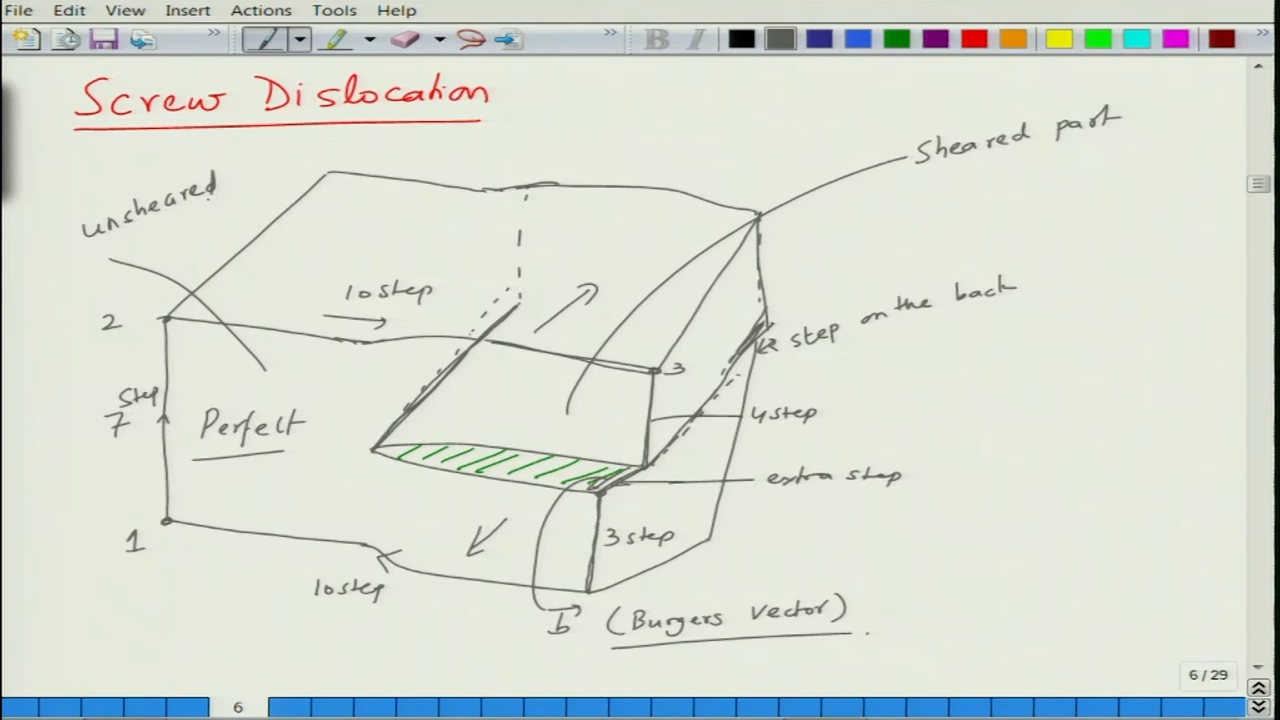 File Edit View Insert Actions Tools Help
Screw Dislocation
Sheared part
unsheared
10 step
2
3
step on the back
step
7
Perfect
4 step
extra step
1
3 step
10 step
b (Burgers vector)
6 / 29
6